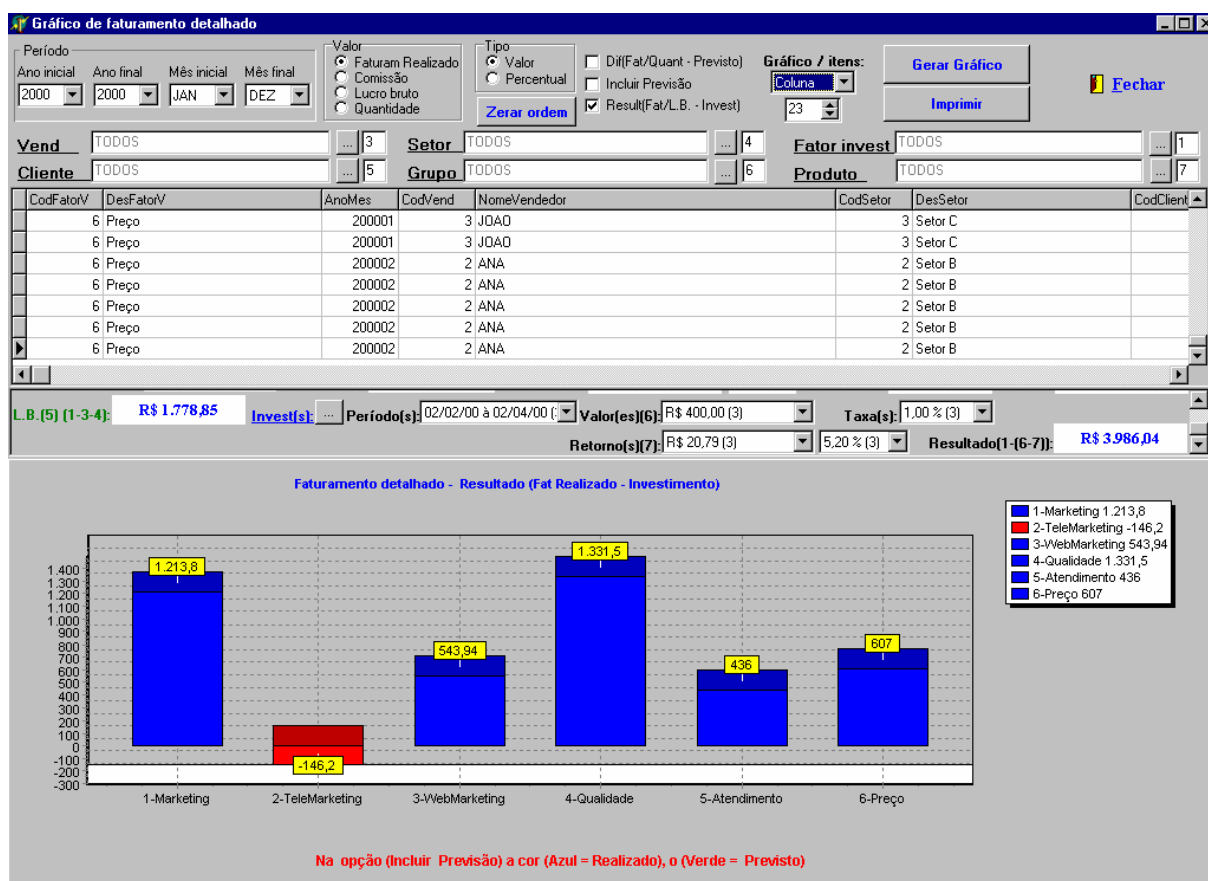 Gráfico de faturamento detalhado
Período
Ano inicial Ano final Mês inicial Mês final
2000 2000 JAN DEZ
Valor
Faturam Realizado
Comissão
Lucro bruto
Quantidade
Tipo
Valor
Percentual
Zerar ordem
Dif(Fat/Quant - Previsto)
Incluir Previsão
Result(Fat/L.B. - Invest)
Gráfico / itens:
Coluna
23
Gerar Gráfico
Imprimir
Fechar
Vend TODOS ... 3 Setor TODOS ... 4 Fator invest TODOS ... 1
Cliente TODOS ... 5 Grupo TODOS ... 6 Produto TODOS ... 7
CodFatorV DesFatorV AnoMes CodVend NomeVendedor CodSetor DesSetor CodClient
6 Preço 200001 3 JOAO 3 Setor C
6 Preço 200001 3 JOAO 3 Setor C
6 Preço 200002 2 ANA 2 Setor B
6 Preço 200002 2 ANA 2 Setor B
6 Preço 200002 2 ANA 2 Setor B
6 Preço 200002 2 ANA 2 Setor B
6 Preço 200002 2 ANA 2 Setor B
L.B.(5) (1-3-4): R$ 1.778,85 Invest(s): ... Período(s): 02/02/00 à 02/04/00 Valor(es)(6): R$ 400,00 (3) Taxa(s): 1,00 % (3)
Retorno(s)(7): R$ 20,79 (3) 5,20 % (3) Resultado(1-(6-7)): R$ 3.986,04
Faturamento detalhado - Resultado (Fat Realizado - Investimento)
1-Marketing 1.213,8
2-TeleMarketing -146,2
3-WebMarketing 543,94
4-Qualidade 1.331,5
5-Atendimento 436
6-Preço 607
1.400
1.300
1.200
1.100
1.000
900
800
700
600
500
400
300
200
100
0
-100
-200
-300
1.213,8
-146,2
543,94
1.331,5
436
607
1-Marketing 2-TeleMarketing 3-WebMarketing 4-Qualidade 5-Atendimento 6-Preço
Na opção (Incluir Previsão) a cor (Azul = Realizado), o (Verde = Previsto)